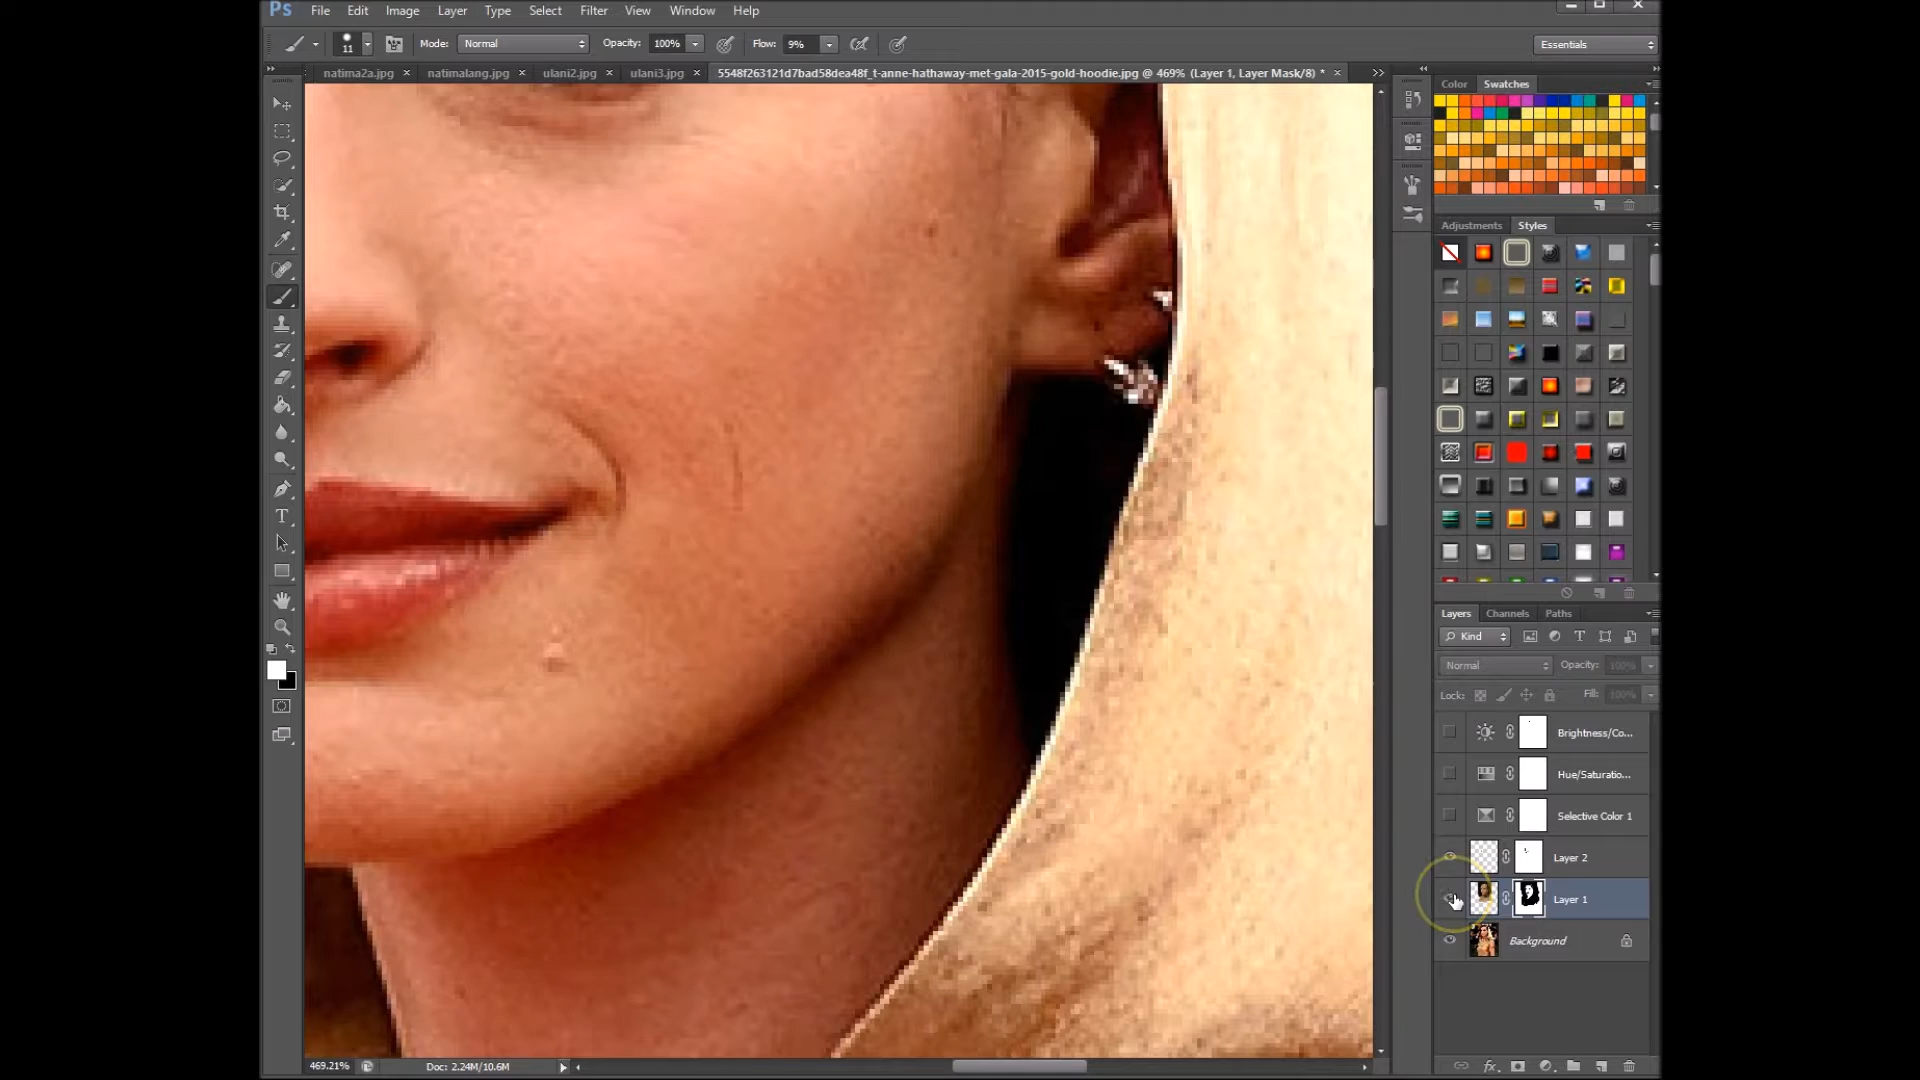 Ps File Edit Image Layer Type Select Filter View Window Help
11 Mode: Normal Opacity: 100% Flow: 9% Essentials
natima2a.jpg × natimalang.jpg × ulani2.jpg × ulani3.jpg × 5548f263121d7bad58dea48f_t-anne-hathaway-met-gala-2015-gold-hoodie.jpg @ 469% (Layer 1, Layer Mask/8) * ×
Color Swatches
Adjustments Styles
Layers Channels Paths
Kind
Normal Opacity: 100%
Lock: Fill: 100%
Brightness/Co...
Hue/Saturatio...
Selective Color 1
Layer 2
Layer 1
Background
469.21% Doc: 2.24M/10.6M